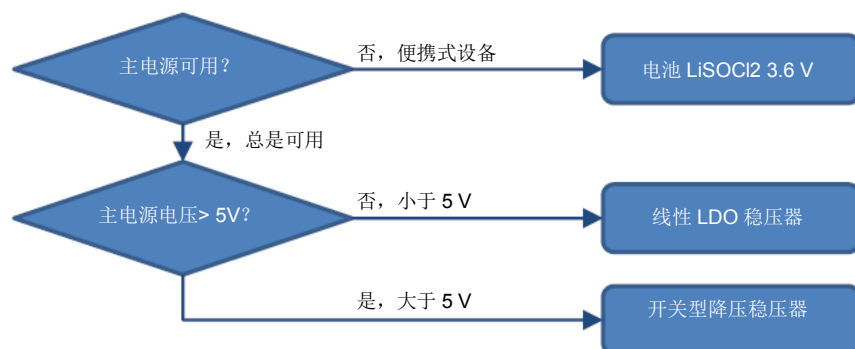 主电源可用？
否，便携式设备
电池 LiSOCl2 3.6 V
是，总是可用
主电源电压> 5V？
否，小于 5 V
线性 LDO 稳压器
是，大于 5 V
开关型降压稳压器